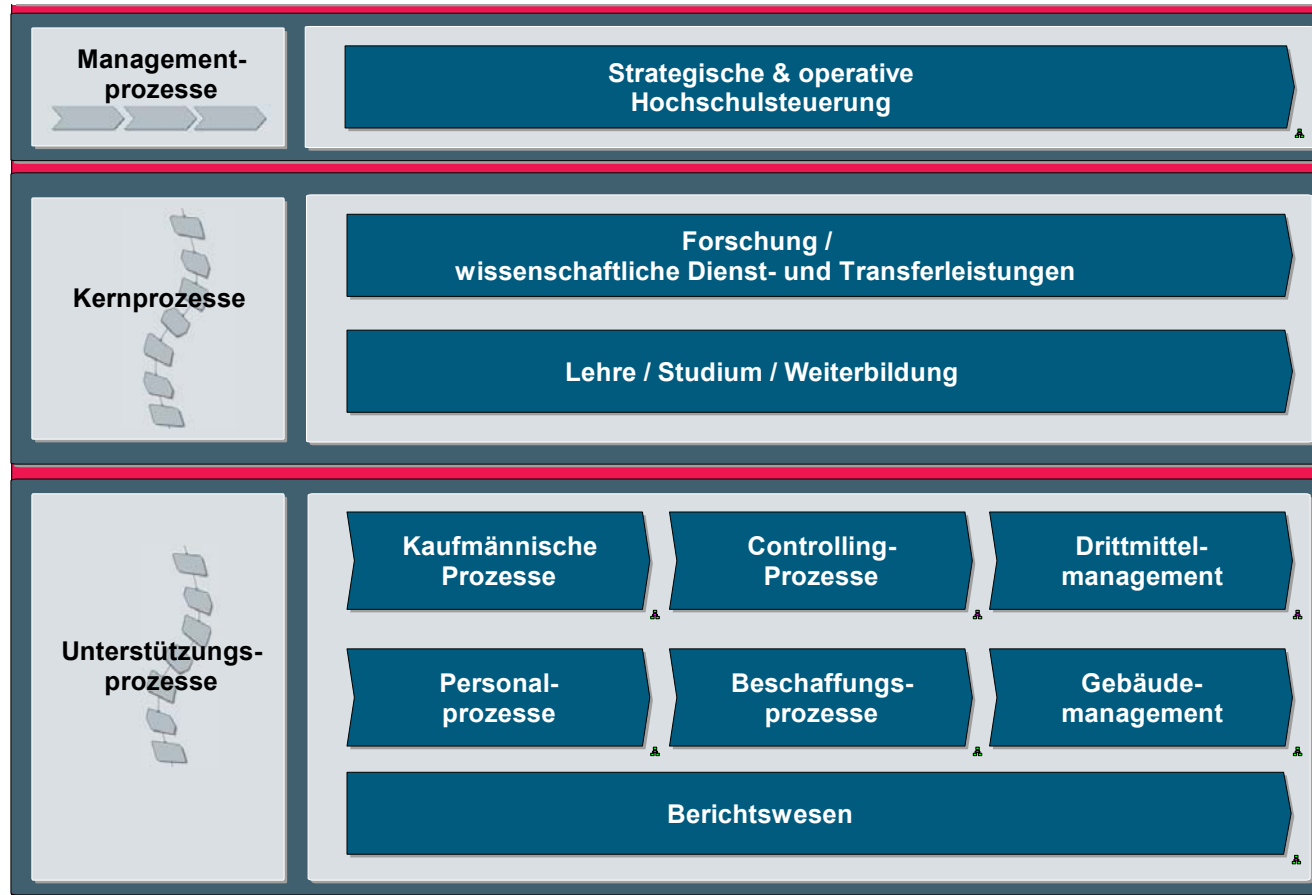 Management-
prozesse
Strategische & operative
Hochschulsteuerung
Kernprozesse
Forschung /
wissenschaftliche Dienst- und Transferleistungen
Lehre / Studium / Weiterbildung
Unterstützungs-
prozesse
Kaufmännische
Prozesse
Controlling-
Prozesse
Drittmittel-
management
Personal-
prozesse
Beschaffungs-
prozesse
Gebäude-
management
Berichtswesen